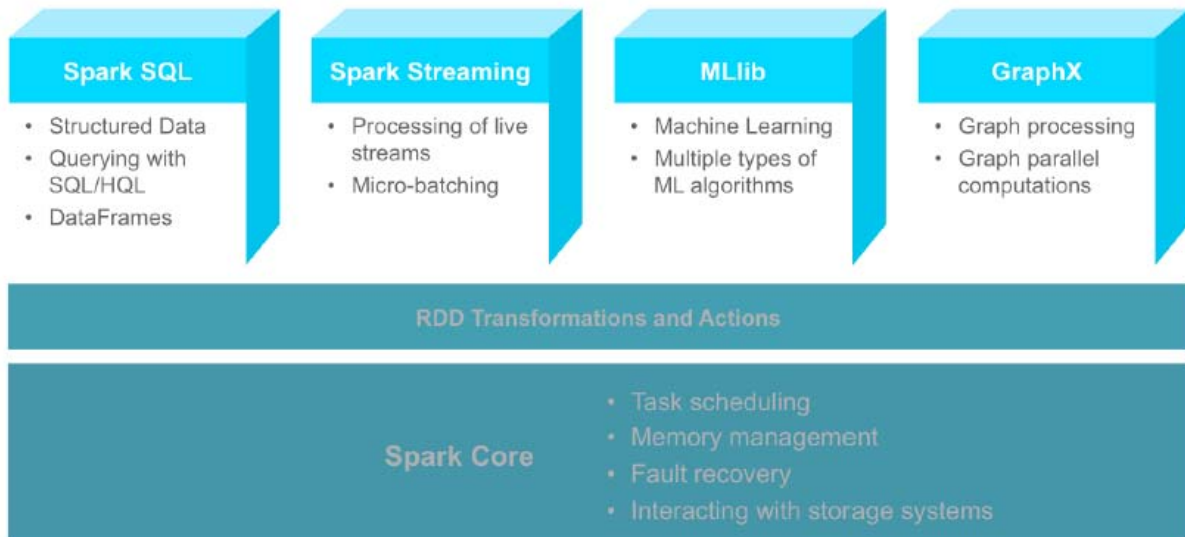 Spark SQL
• Structured Data
• Querying with
SQL/HQL
• DataFrames
Spark Streaming
• Processing of live
streams
• Micro-batching
MLlib
• Machine Learning
• Multiple types of
ML algorithms
GraphX
• Graph processing
• Graph parallel
computations
RDD Transformations and Actions
Spark Core
• Task scheduling
• Memory management
• Fault recovery
• Interacting with storage systems